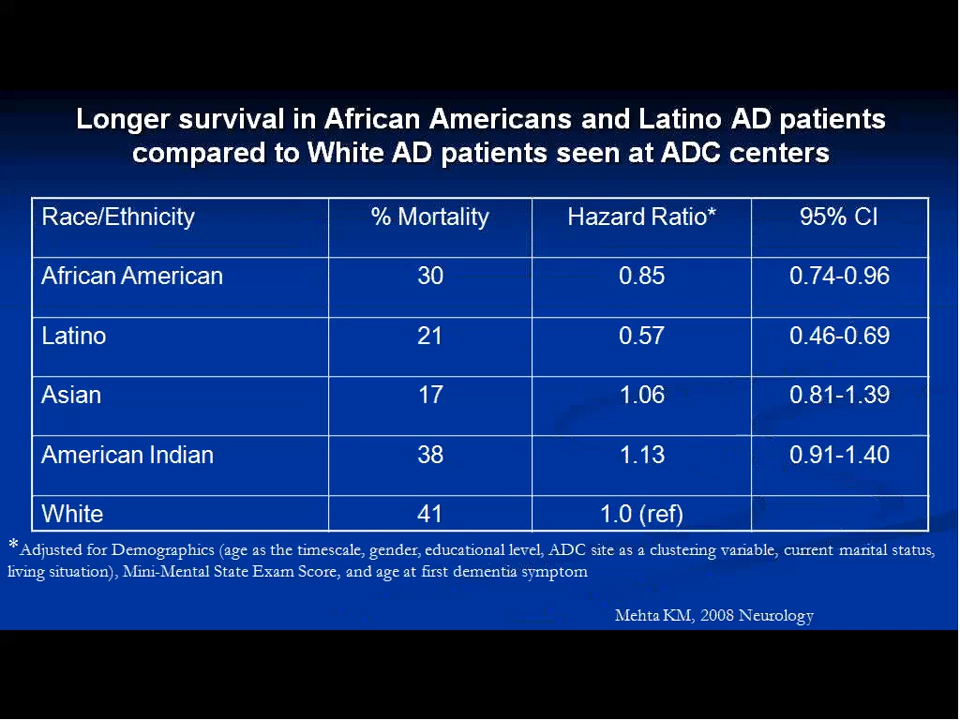 Longer survival in African Americans and Latino AD patients
compared to White AD patients seen at ADC centers
Race/Ethnicity % Mortality Hazard Ratio* 95% CI
African American 30 0.85 0.74-0.96
Latino 21 0.57 0.46-0.69
Asian 17 1.06 0.81-1.39
American Indian 38 1.13 0.91-1.40
White 41 1.0 (ref)
*Adjusted for Demographics (age as the timescale, gender, educational level, ADC site as a clustering variable, current marital status,
living situation), Mini-Mental State Exam Score, and age at first dementia symptom
Mehta KM, 2008 Neurology